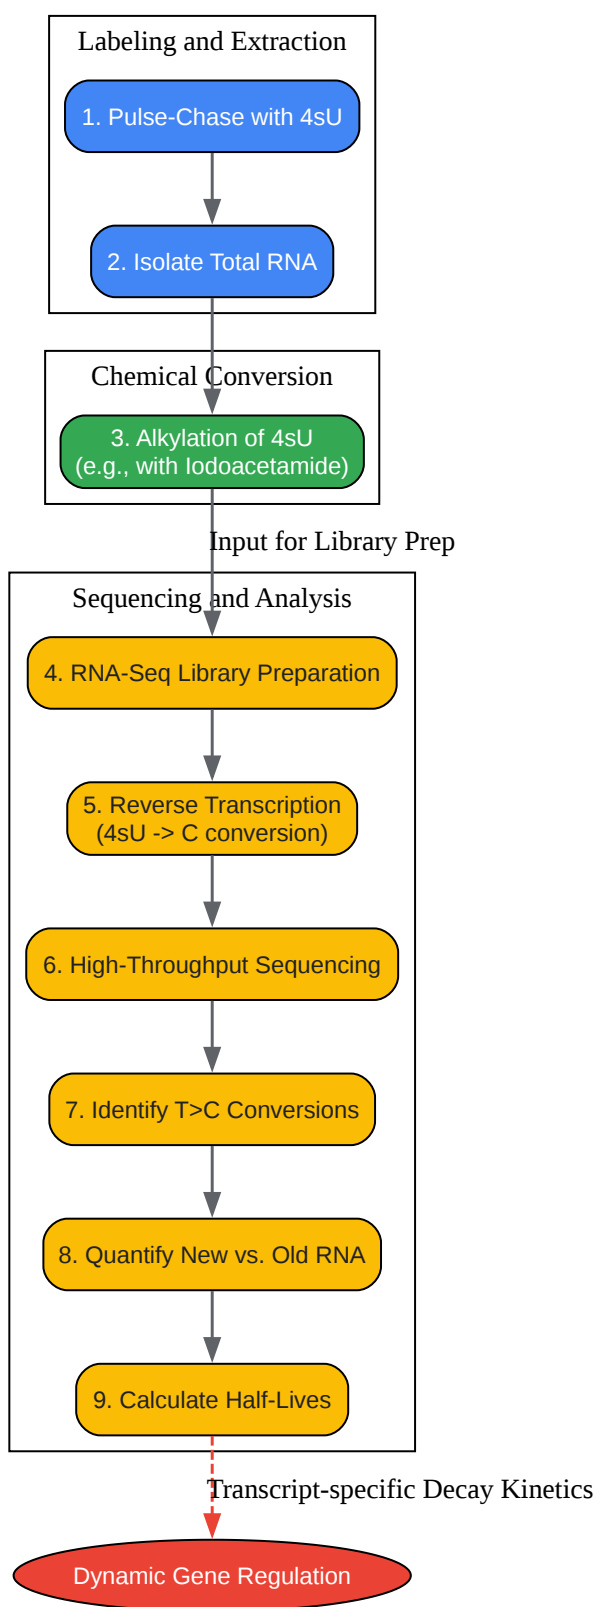 Labeling and Extraction
1. Pulse-Chase with 4sU
2. Isolate Total RNA
Chemical Conversion
3. Alkylation of 4sU
(e.g., with Iodoacetamide)
Input for Library Prep
Sequencing and Analysis
4. RNA-Seq Library Preparation
5. Reverse Transcription
(4sU -> C conversion)
6. High-Throughput Sequencing
7. Identify T>C Conversions
8. Quantify New vs. Old RNA
9. Calculate Half-Lives
Transcript-specific Decay Kinetics
Dynamic Gene Regulation